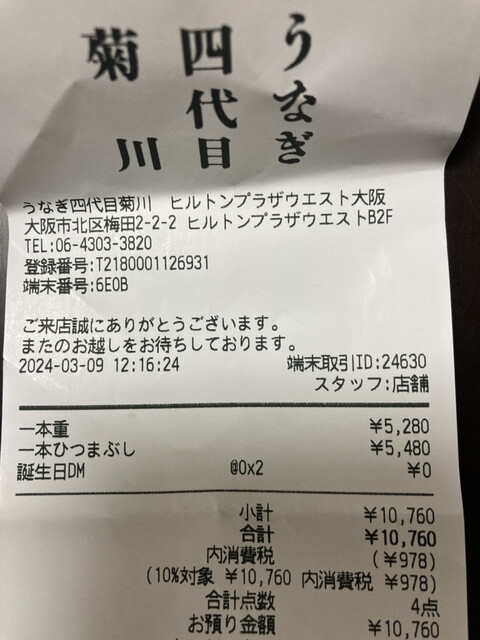 うなぎ
四代目
菊川
うなぎ四代目菊川 ヒルトンプラザウエスト大阪
大阪市北区梅田2-2-2 ヒルトンプラザウエストB2F
TEL:06-4303-3820
登録番号:T2180001126931
端末番号:6E0B
ご来店誠にありがとうございます。
またのお越しをお待ちしております。
2024-03-09 12:16:24 端末取引ID:24630
スタッフ:店舗
一本重 ¥5,280
一本ひつまぶし ¥5,480
誕生日DM @0x2 ¥0
小計 ¥10,760
合計 ¥10,760
内消費税 (¥978)
(10%対象 ¥10,760 内消費税 ¥978)
合計点数 4点
お預り金額 ¥10,760